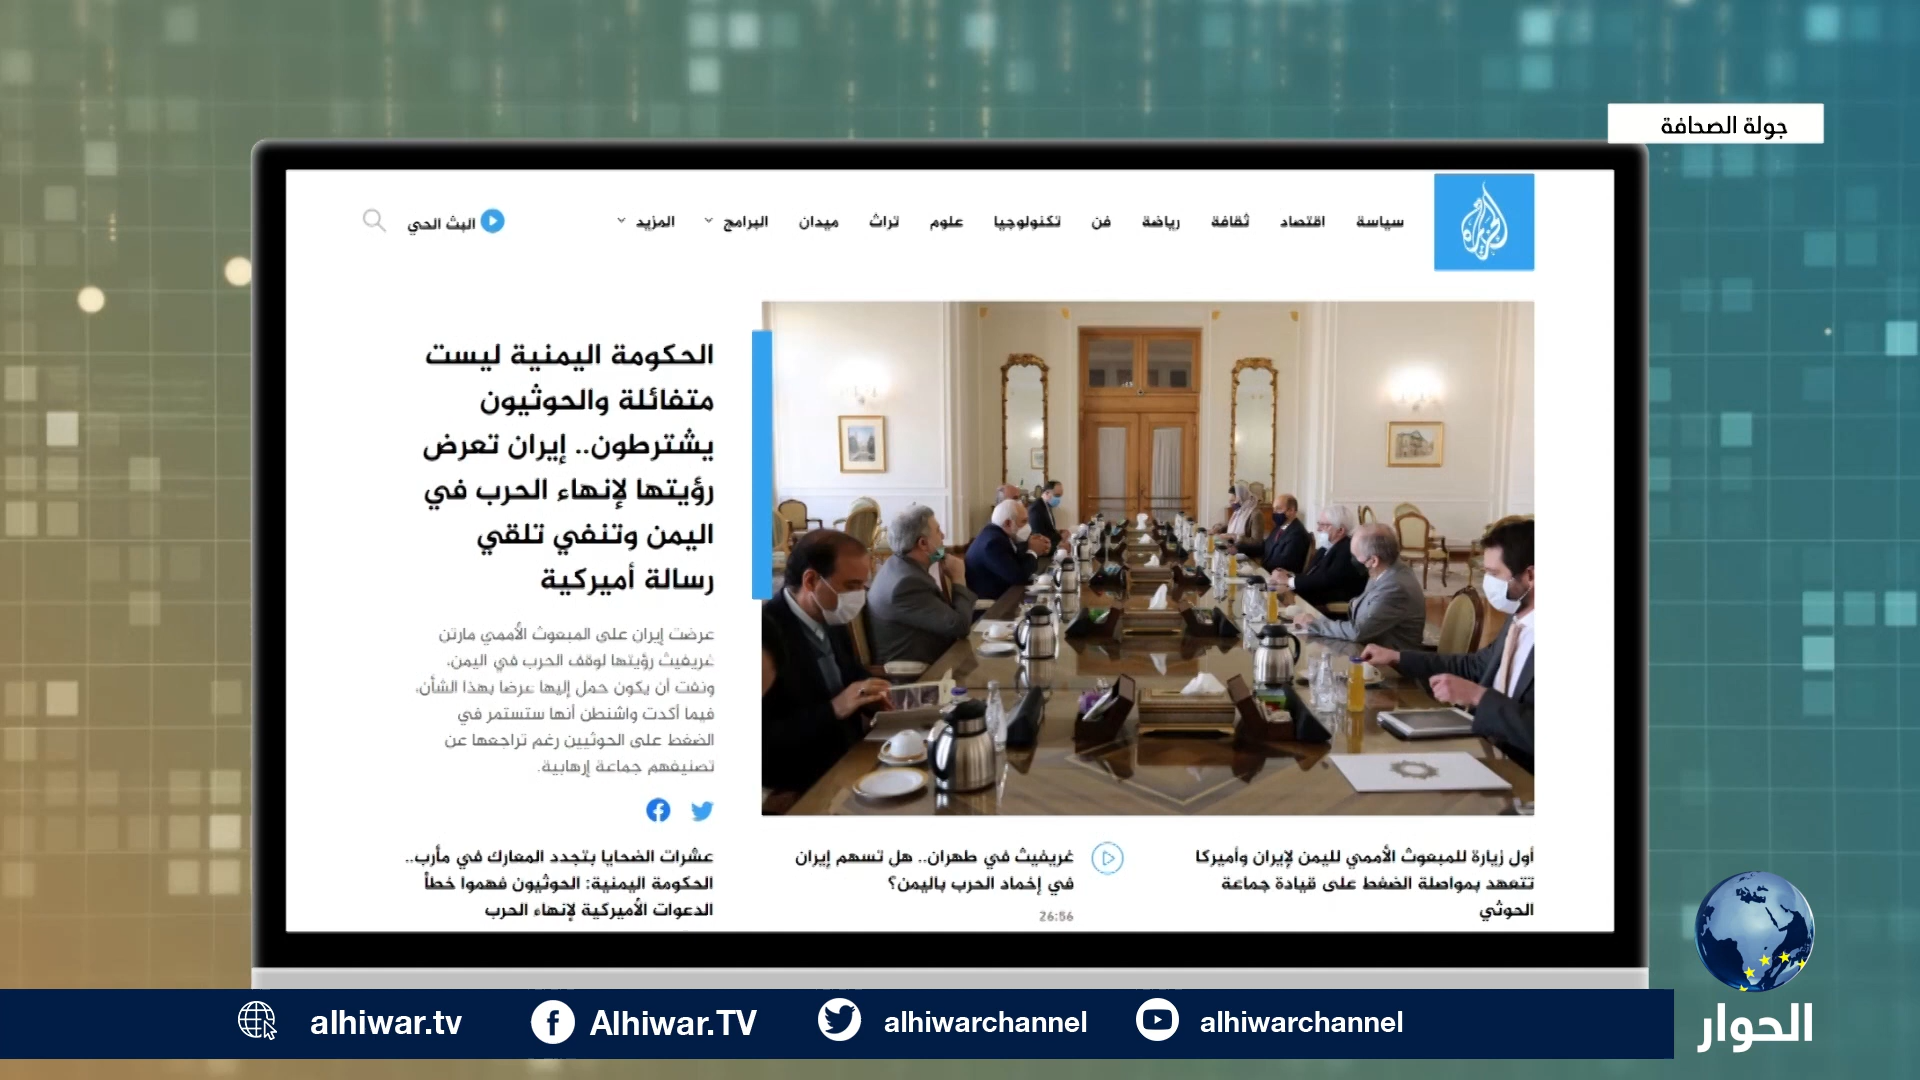 جولة الصحافة
الجزيرة
سياسة اقتصاد ثقافة رياضة فن تكنولوجيا علوم تراث ميدان البرامج المزيد البث الحي
الحكومة اليمنية ليست
متفائلة والحوثيون
يشترطون.. إيران تعرض
رؤيتها لإنهاء الحرب في
اليمن وتنفي تلقي
رسالة أميركية
عرضت إيران على المبعوث الأممي مارتن
غريفيث رؤيتها لوقف الحرب في اليمن،
ونفت أن يكون حمل إليها عرضا بهذا الشأن،
فيما أكدت واشنطن أنها ستستمر في
الضغط على الحوثيين رغم تراجعها عن
تصنيفهم جماعة إرهابية.
أول زيارة للمبعوث الأممي لليمن لإيران وأميركا
تتعهد بمواصلة الضغط على قيادة جماعة
الحوثي
غريفيث في طهران.. هل تسهم إيران
في إخماد الحرب باليمن؟
26:56
عشرات الضحايا بتجدد المعارك في مأرب..
الحكومة اليمنية: الحوثيون فهموا خطأ
الدعوات الأميركية لإنهاء الحرب
alhiwar.tv Alhiwar.TV alhiwarchannel alhiwarchannel
الحوار